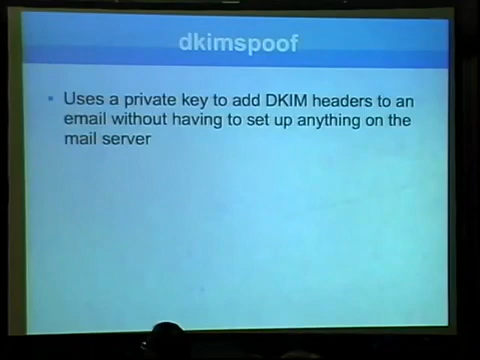 dkimspoof
• Uses a private key to add DKIM headers to an
email without having to set up anything on the
mail server